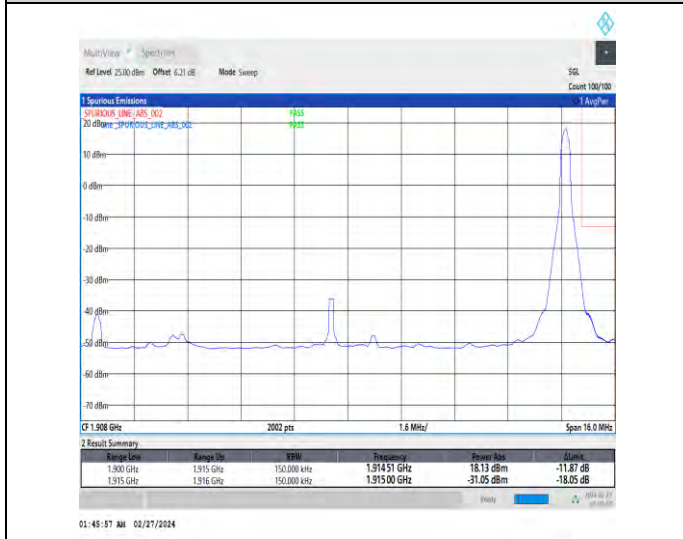 MultiView Spectrum
Ref Level 25.00 dBm Offset 6.21 dB Mode Sweep SGL
Count 100/100
1 Spurious Emissions 1 AvgPwr
SPURIOUS_LINE_ABS_002 PASS
20 dBm _SPURIOUS_LINE_ABS_002 PASS
10 dBm
0 dBm
-10 dBm
-20 dBm
-30 dBm
-40 dBm
-50 dBm
-60 dBm
-70 dBm
CF 1.908 GHz 2002 pts 1.6 MHz/ Span 16.0 MHz
2 Result Summary
Range Low Range Up RBW Frequency Power Abs ΔLimit
1.900 GHz 1.915 GHz 150.000 kHz 1.91451 GHz 18.13 dBm -11.87 dB
1.915 GHz 1.916 GHz 150.000 kHz 1.91500 GHz -31.05 dBm -18.05 dB
01:45:57 AM 02/27/2024